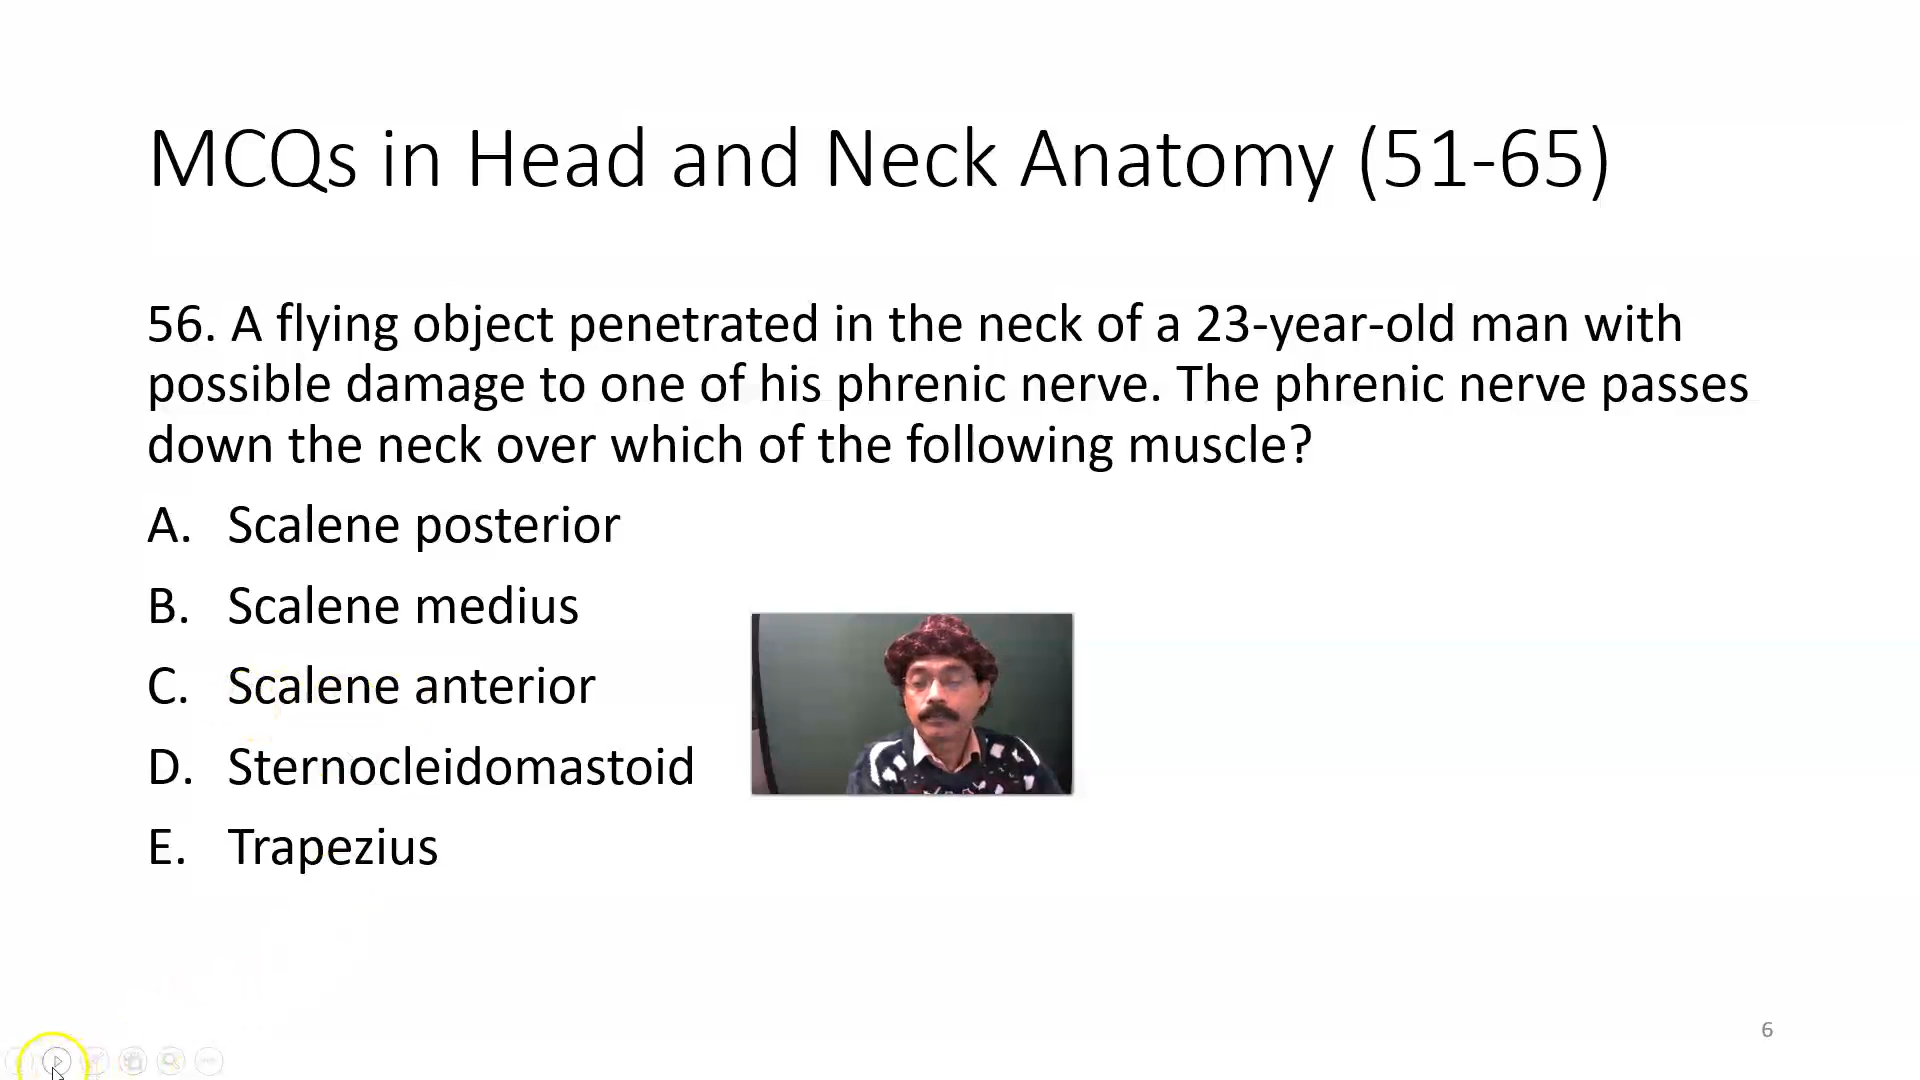 MCQs in Head and Neck Anatomy (51-65)
56. A flying object penetrated in the neck of a 23-year-old man with
possible damage to one of his phrenic nerve. The phrenic nerve passes
down the neck over which of the following muscle?
A. Scalene posterior
B. Scalene medius
C. Scalene anterior
D. Sternocleidomastoid
E. Trapezius
6